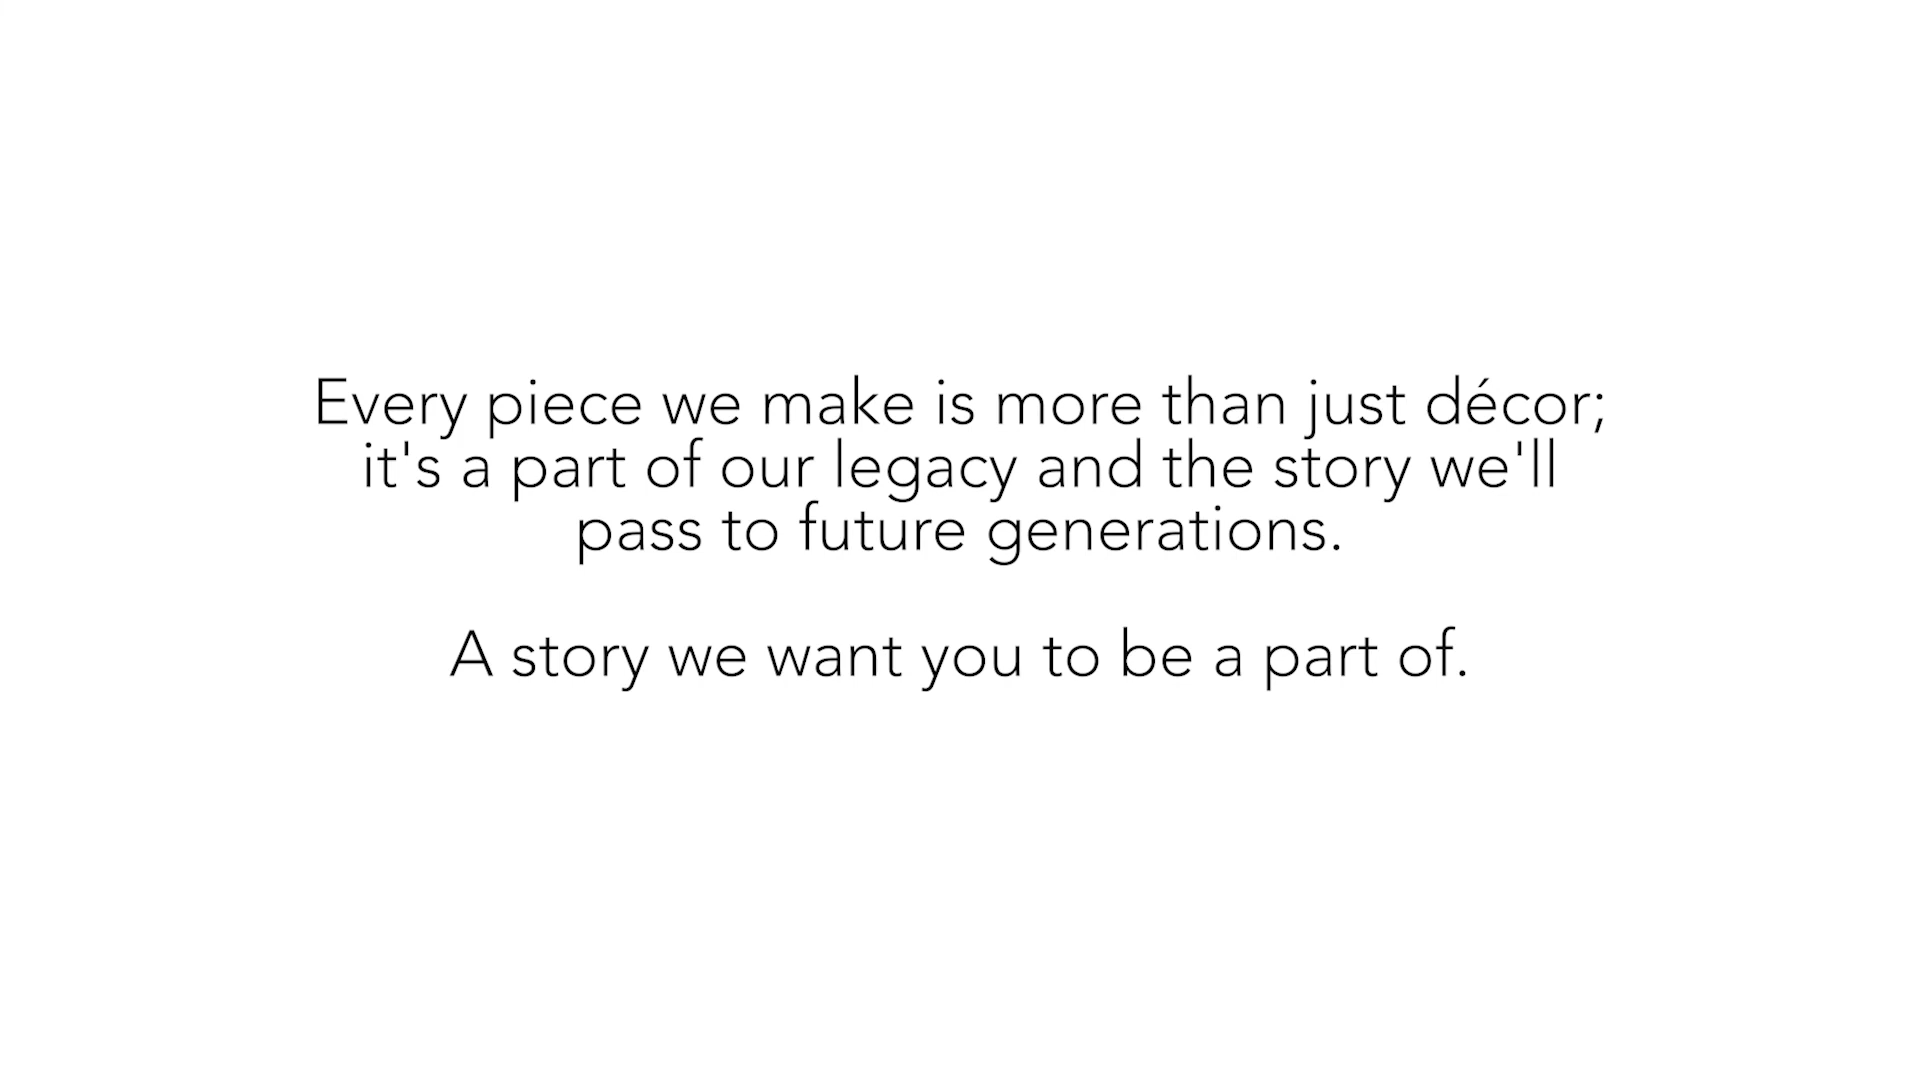 Every piece we make is more than just décor;
it's a part of our legacy and the story we'll
pass to future generations.
A story we want you to be a part of.